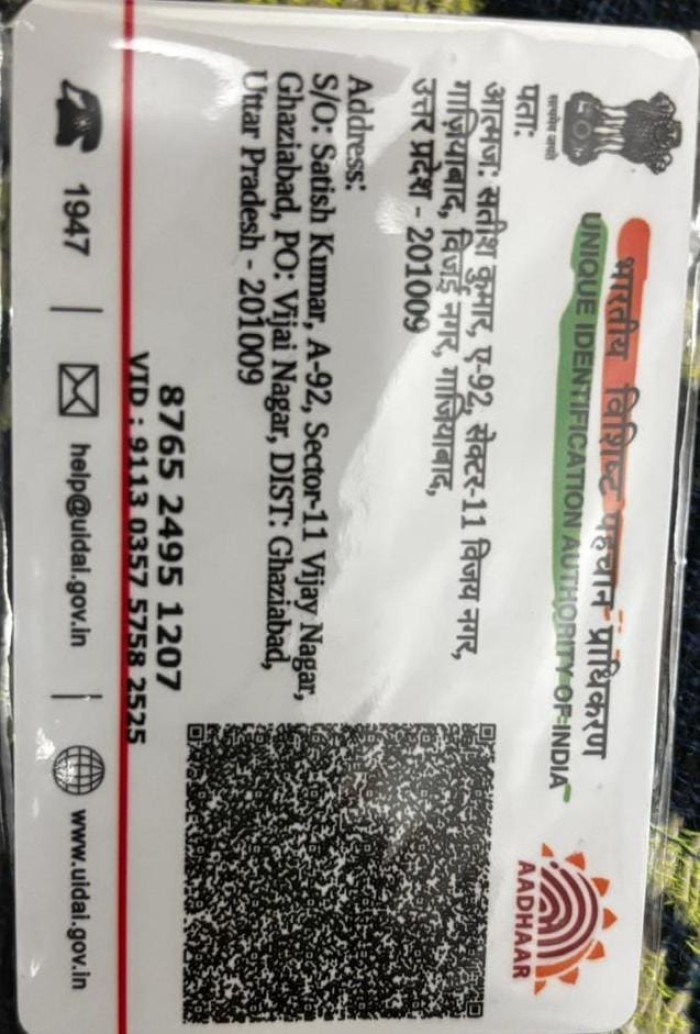 भारतीय विशिष्ट पहचान प्राधिकरण
UNIQUE IDENTIFICATION AUTHORITY OF INDIA
सत्यमेव जयते
AADHAAR
पता:
आत्मज: सतीश कुमार, ए-92, सेक्टर-11 विजय नगर,
गाज़ियाबाद, विजई नगर, गाजियाबाद,
उत्तर प्रदेश - 201009
Address:
S/O: Satish Kumar, A-92, Sector-11 Vijay Nagar,
Ghaziabad, PO: Vijai Nagar, DIST: Ghaziabad,
Uttar Pradesh - 201009
8765 2495 1207
VID : 9113 0357 5758 2525
1947 | help@uidai.gov.in | www.uidai.gov.in